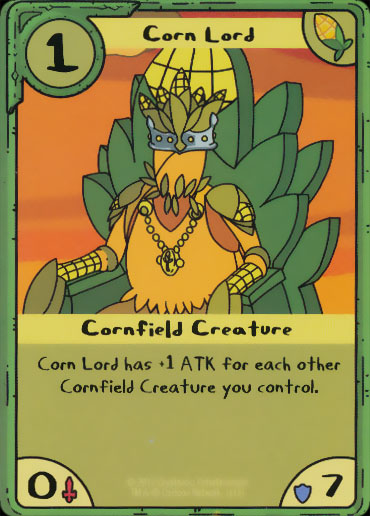 1
Corn Lord
Cornfield Creature
Corn Lord has +1 ATK for each other
Cornfield Creature you control.
0
7